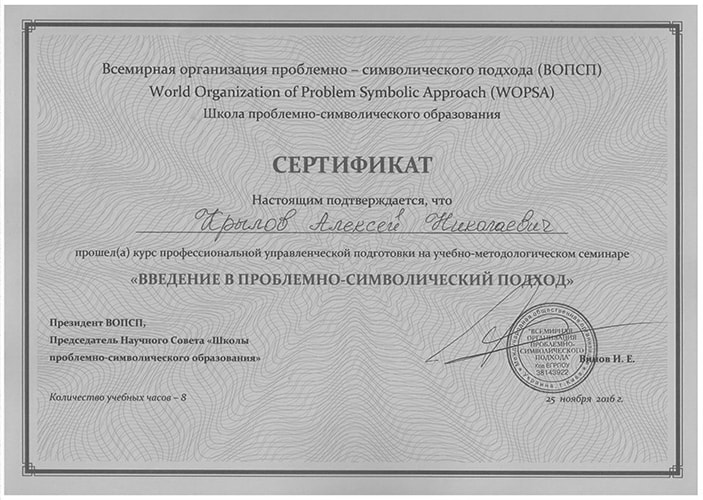 Всемирная организация проблемно – символического подхода (ВОПСП)
World Organization of Problem Symbolic Approach (WOPSA)
Школа проблемно-символического образования
СЕРТИФИКАТ
Настоящим подтверждается, что
Крылов Алексей Николаевич
прошел(а) курс профессиональной управленческой подготовки на учебно-методологическом семинаре
«ВВЕДЕНИЕ В ПРОБЛЕМНО-СИМВОЛИЧЕСКИЙ ПОДХОД»
Президент ВОПСП,
Председатель Научного Совета «Школы
проблемно-символического образования»
"ВСЕМИРНАЯ
ОРГАНИЗАЦИЯ
ПРОБЛЕМНО-
СИМВОЛИЧЕСКОГО
ПОДХОДА"
Код ЕГРПОУ
38143922
И. Е.
Количество учебных часов – 8
25 ноября 2016 г.